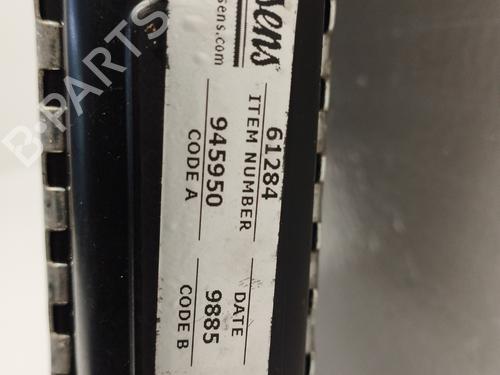 sens
sens.com
61284
ITEM NUMBER
945950
CODE A
DATE
9885
CODE B
B-PARTS